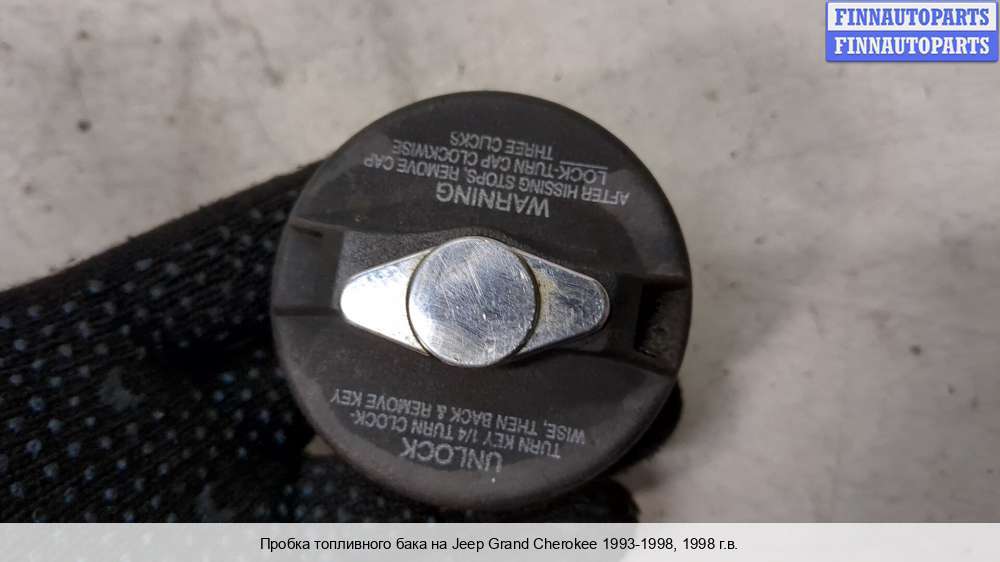 FINNAUTOPARTS
FINNAUTOPARTS
UNLOCK
TURN KEY 1/4 TURN CLOCK-
WISE, THEN BACK & REMOVE KEY
WARNING
AFTER HISSING STOPS, REMOVE CAP
LOCK-TURN CAP CLOCKWISE
THREE CLICKS
Пробка топливного бака на Jeep Grand Cherokee 1993-1998, 1998 г.в.